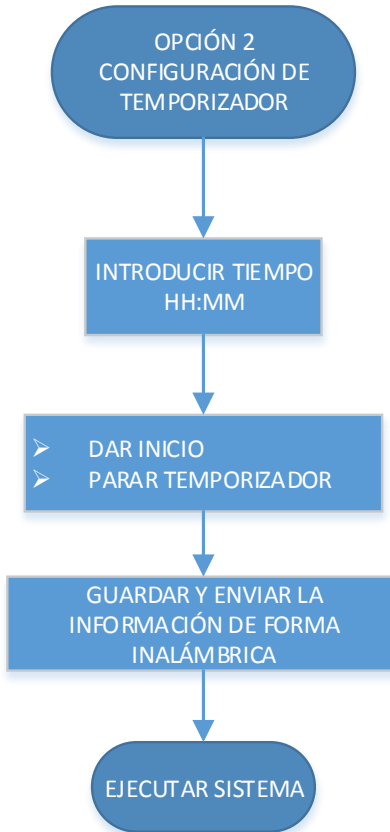 OPCIÓN 2
CONFIGURACIÓN DE
TEMPORIZADOR
INTRODUCIR TIEMPO
HH:MM
➢ DAR INICIO
➢ PARAR TEMPORIZADOR
GUARDAR Y ENVIAR LA
INFORMACIÓN DE FORMA
INALÁMBRICA
EJECUTAR SISTEMA